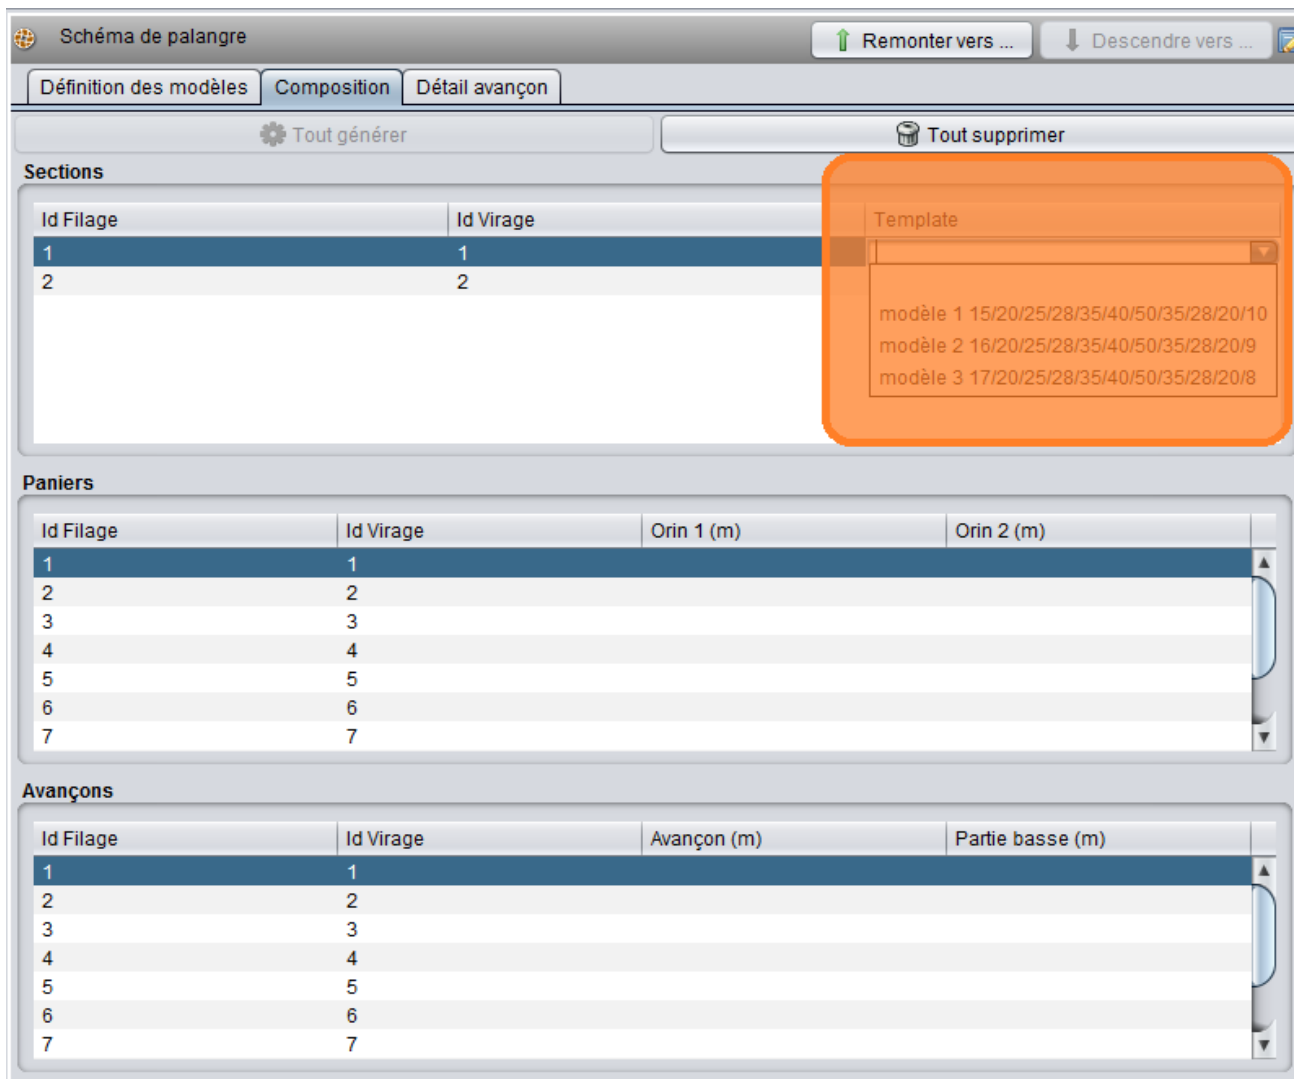 Schéma de palangre
Remonter vers ...
Descendre vers ...
Définition des modèles
Composition
Détail avançon
Tout générer
Tout supprimer
Sections
Id Filage Id Virage Template
1 1
2 2
modèle 1 15/20/25/28/35/40/50/35/28/20/10
modèle 2 16/20/25/28/35/40/50/35/28/20/9
modèle 3 17/20/25/28/35/40/50/35/28/20/8
Paniers
Id Filage Id Virage Orin 1 (m) Orin 2 (m)
1 1
2 2
3 3
4 4
5 5
6 6
7 7
Avançons
Id Filage Id Virage Avançon (m) Partie basse (m)
1 1
2 2
3 3
4 4
5 5
6 6
7 7